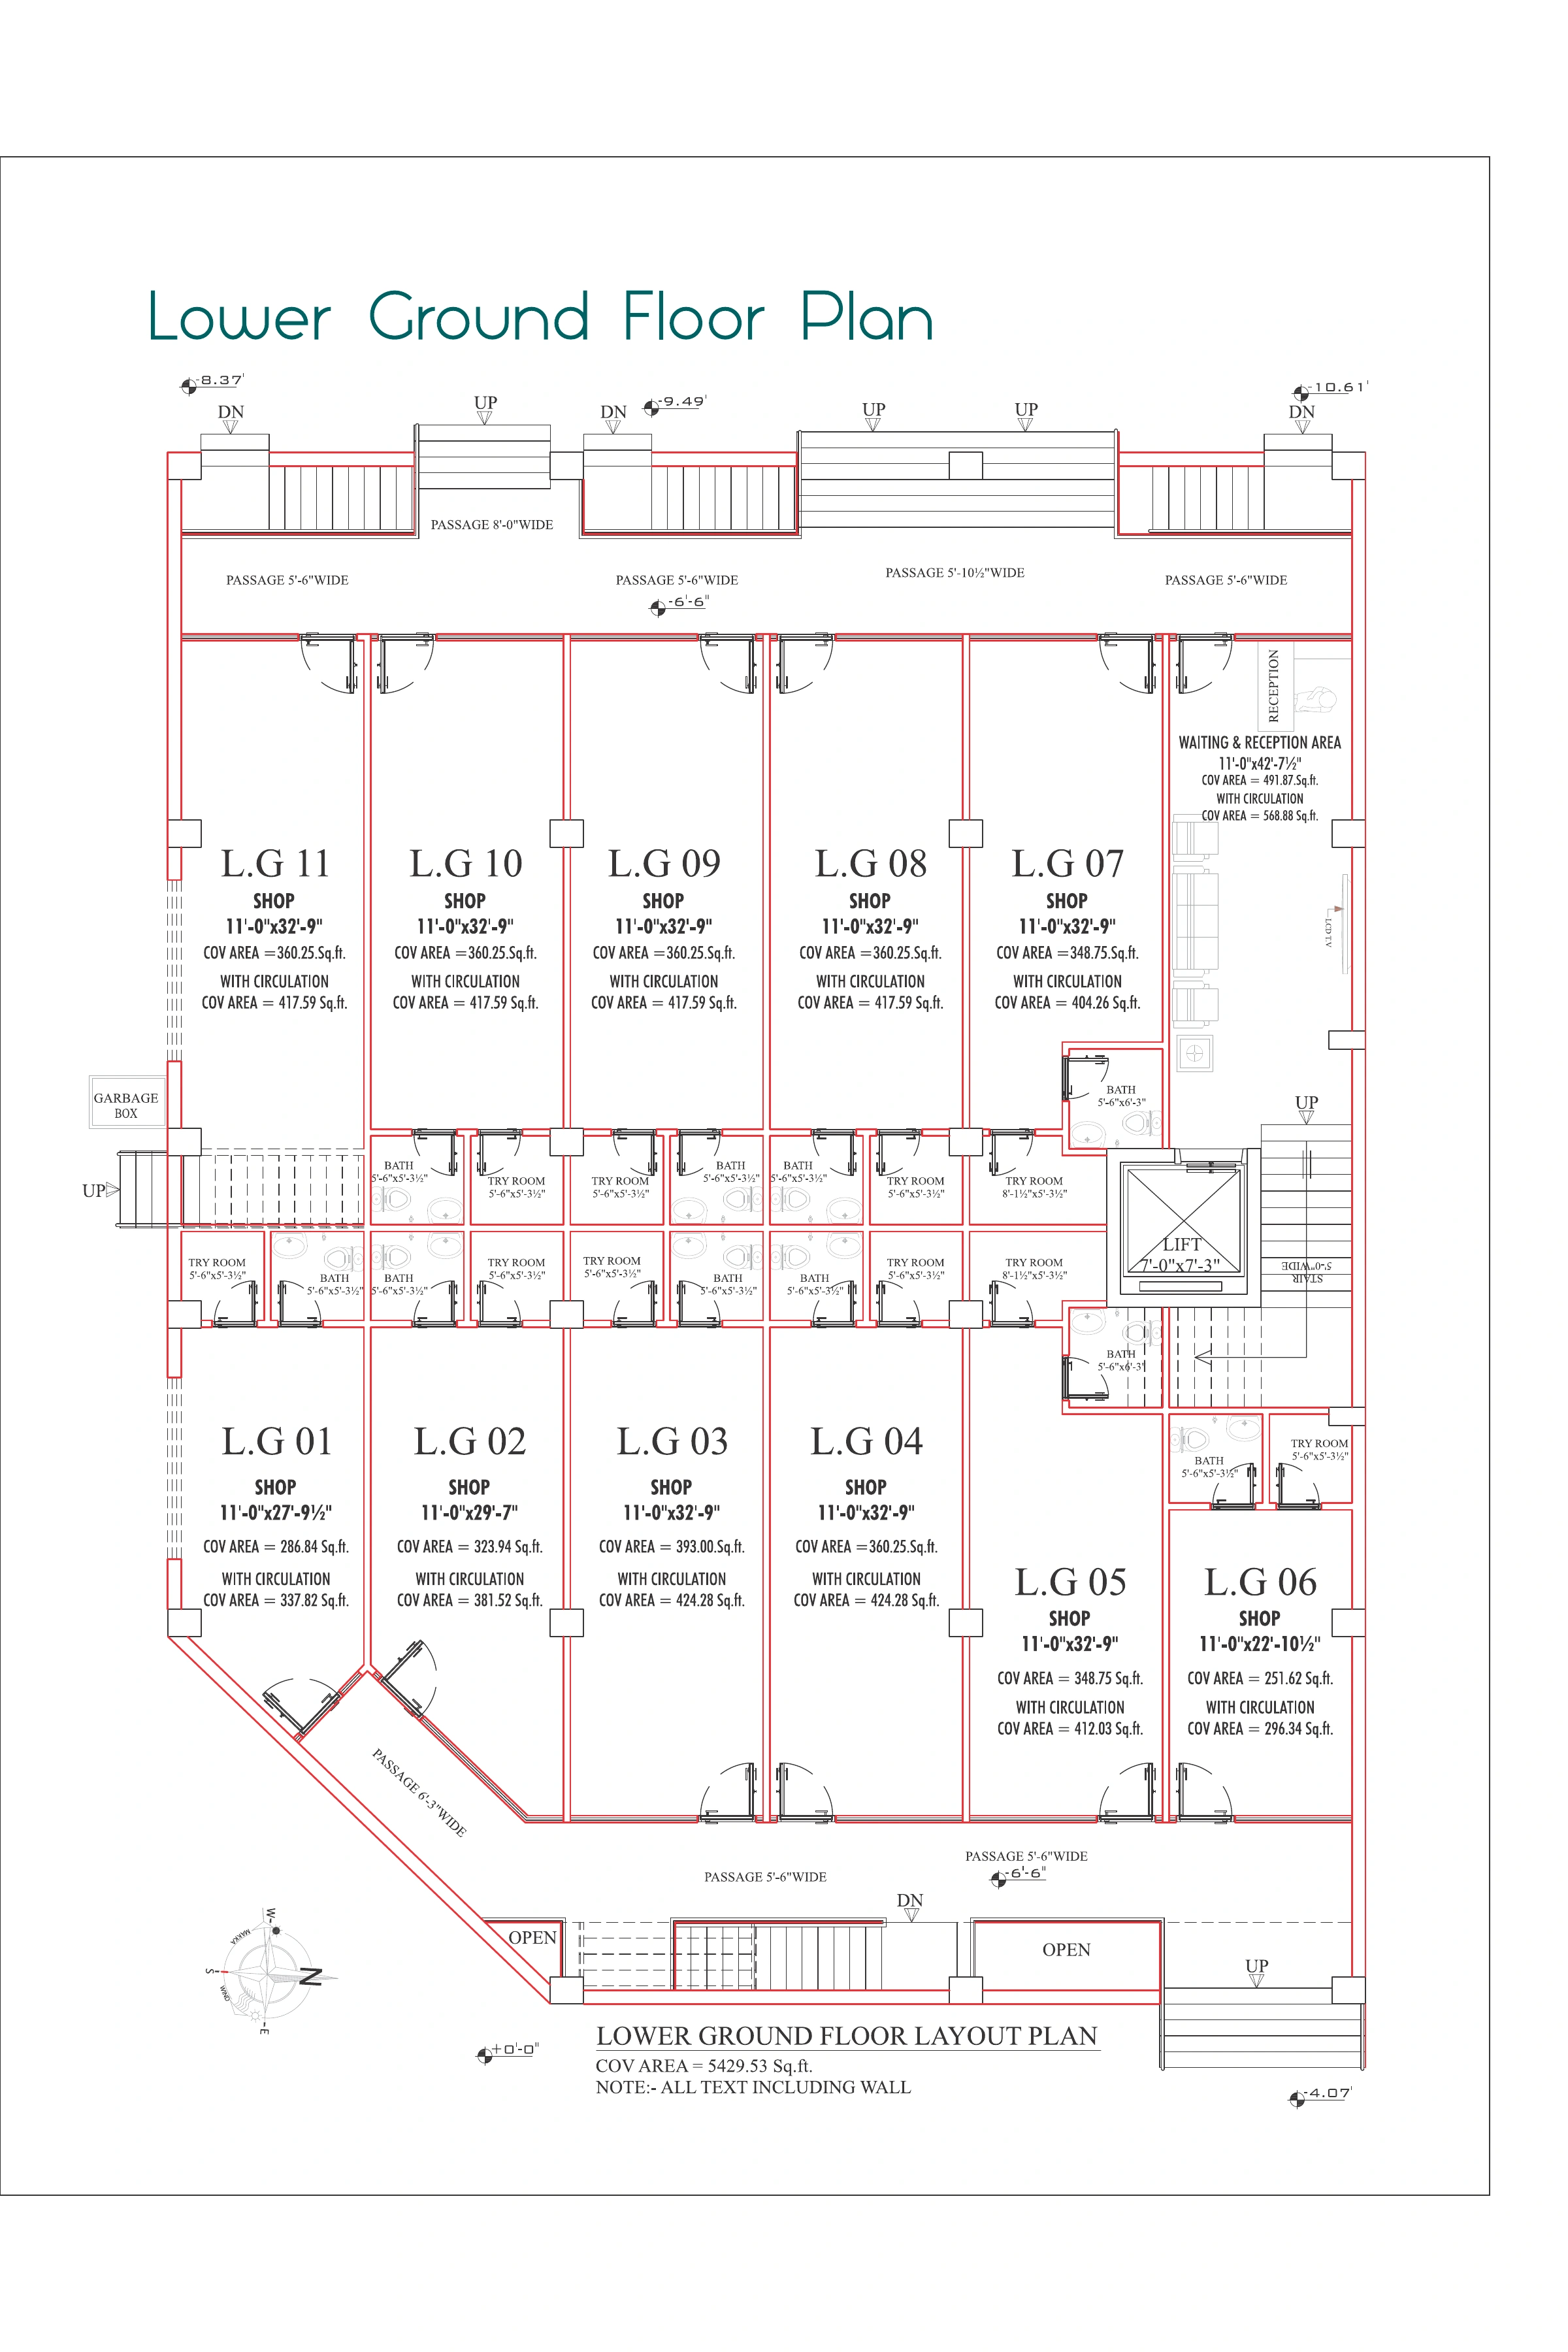 Lower Ground Floor Plan
-8.37'
DN
UP
DN
-9.49'
UP
UP
-10.61'
DN
PASSAGE 8'-0"WIDE
PASSAGE 5'-6"WIDE
PASSAGE 5'-6"WIDE
PASSAGE 5'-10½"WIDE
PASSAGE 5'-6"WIDE
-6'-6"
RECEPTION
WAITING & RECEPTION AREA
11'-0"x42'-7½"
COV AREA = 491.87.Sq.ft.
WITH CIRCULATION
COV AREA = 568.88 Sq.ft.
LCD T.V
L.G 11
SHOP
11'-0"x32'-9"
COV AREA =360.25.Sq.ft.
WITH CIRCULATION
COV AREA = 417.59 Sq.ft.
L.G 10
SHOP
11'-0"x32'-9"
COV AREA =360.25.Sq.ft.
WITH CIRCULATION
COV AREA = 417.59 Sq.ft.
L.G 09
SHOP
11'-0"x32'-9"
COV AREA =360.25.Sq.ft.
WITH CIRCULATION
COV AREA = 417.59 Sq.ft.
L.G 08
SHOP
11'-0"x32'-9"
COV AREA =360.25.Sq.ft.
WITH CIRCULATION
COV AREA = 417.59 Sq.ft.
L.G 07
SHOP
11'-0"x32'-9"
COV AREA =348.75.Sq.ft.
WITH CIRCULATION
COV AREA = 404.26 Sq.ft.
GARBAGE
BOX
UP
BATH
5'-6"x6'-3"
UP
BATH
5'-6"x5'-3½"
TRY ROOM
5'-6"x5'-3½"
TRY ROOM
5'-6"x5'-3½"
BATH
5'-6"x5'-3½"
BATH
5'-6"x5'-3½"
TRY ROOM
5'-6"x5'-3½"
TRY ROOM
8'-1½"x5'-3½"
LIFT
7'-0"x7'-3"
STAIR
5'-0"WIDE
TRY ROOM
5'-6"x5'-3½"
BATH
5'-6"x5'-3½"
BATH
5'-6"x5'-3½"
TRY ROOM
5'-6"x5'-3½"
TRY ROOM
5'-6"x5'-3½"
BATH
5'-6"x5'-3½"
BATH
5'-6"x5'-3½"
TRY ROOM
5'-6"x5'-3½"
TRY ROOM
8'-1½"x5'-3½"
BATH
5'-6"x6'-3"
BATH
5'-6"x5'-3½"
TRY ROOM
5'-6"x5'-3½"
L.G 01
SHOP
11'-0"x27'-9½"
COV AREA = 286.84 Sq.ft.
WITH CIRCULATION
COV AREA = 337.82 Sq.ft.
L.G 02
SHOP
11'-0"x29'-7"
COV AREA = 323.94 Sq.ft.
WITH CIRCULATION
COV AREA = 381.52 Sq.ft.
L.G 03
SHOP
11'-0"x32'-9"
COV AREA = 393.00.Sq.ft.
WITH CIRCULATION
COV AREA = 424.28 Sq.ft.
L.G 04
SHOP
11'-0"x32'-9"
COV AREA =360.25.Sq.ft.
WITH CIRCULATION
COV AREA = 424.28 Sq.ft.
L.G 05
SHOP
11'-0"x32'-9"
COV AREA = 348.75 Sq.ft.
WITH CIRCULATION
COV AREA = 412.03 Sq.ft.
L.G 06
SHOP
11'-0"x22'-10½"
COV AREA = 251.62 Sq.ft.
WITH CIRCULATION
COV AREA = 296.34 Sq.ft.
PASSAGE 6'-3"WIDE
PASSAGE 5'-6"WIDE
PASSAGE 5'-6"WIDE
-6'-6"
DN
OPEN
OPEN
UP
W
MAKKA
S
N
WIND
E
+0'-0"
LOWER GROUND FLOOR LAYOUT PLAN
COV AREA = 5429.53 Sq.ft.
NOTE:- ALL TEXT INCLUDING WALL
-4.07'